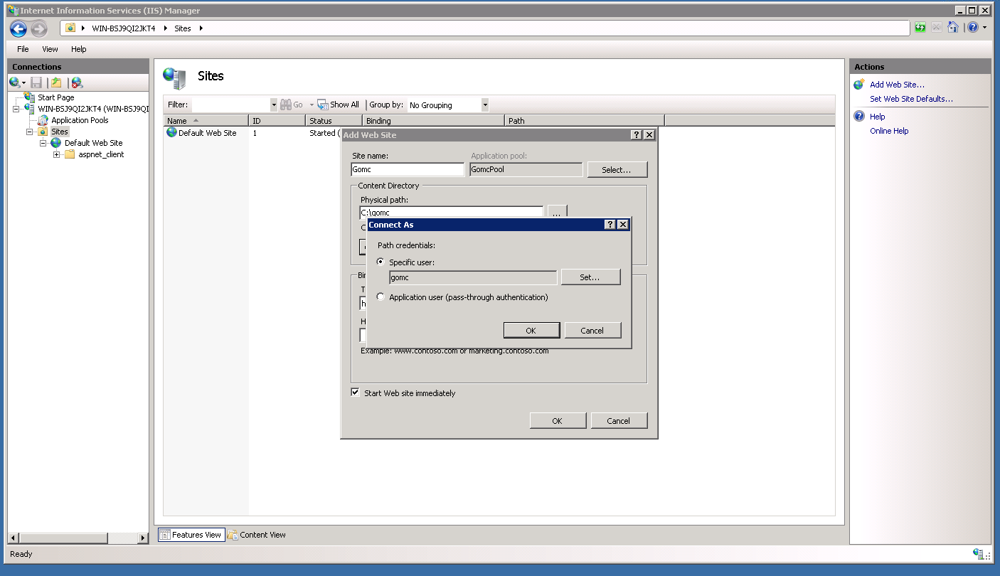 Internet Information Services (IIS) Manager
WIN-BSJ9QI2JKT4 Sites
File View Help
Connections
Start Page
WIN-BSJ9QI2JKT4 (WIN-BSJ9QI
Application Pools
Sites
Default Web Site
aspnet_client
Sites
Filter: Go Show All Group by: No Grouping
Name ID Status Binding Path
Default Web Site 1 Started (
Add Web Site
Site name: Application pool:
Gomc GomcPool Select...
Content Directory
Physical path:
C:\gomc ...
Connect As
Path credentials:
Specific user:
gomc Set...
Application user (pass-through authentication)
OK Cancel
Example: www.contoso.com or marketing.contoso.com
Start Web site immediately
OK Cancel
Features View Content View
Actions
Add Web Site...
Set Web Site Defaults...
Help
Online Help
Ready